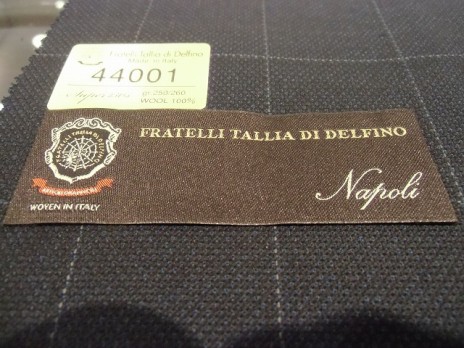 Fratelli Tallia di Delfino
Made in Italy
44001
gr 250.260
WOOL 100%
FRATELLI TALLIA DI DELFINO
Napoli
WOVEN IN ITALY